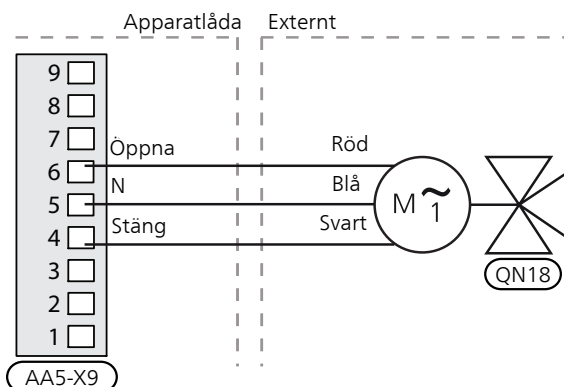 Apparatlåda Externt
9
8
7
6 Öppna Röd
5 N Blå
4 Stäng Svart
3
2
1
M ~ 1
QN18
AA5-X9